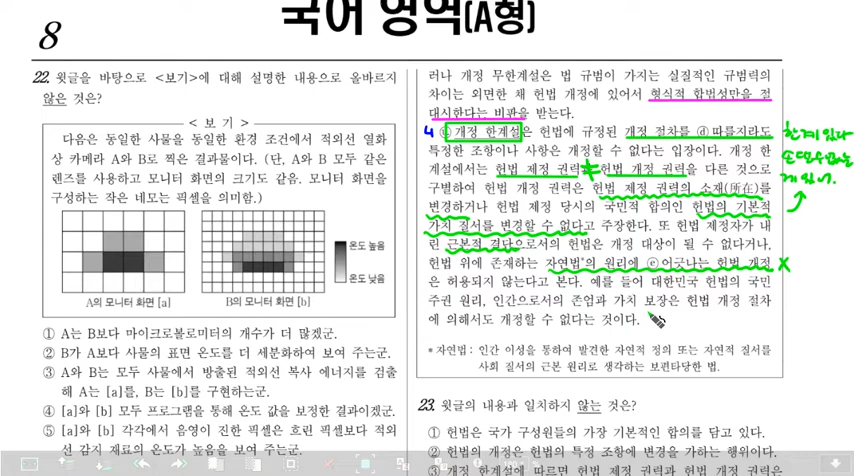 국어 영역(A형)
8
22. 윗글을 바탕으로 <보기>에 대해 설명한 내용으로 올바르지
않은 것은?
< 보 기 >
다음은 동일한 사물을 동일한 환경 조건에서 적외선 열화
상 카메라 A와 B로 찍은 결과물이다. (단, A와 B 모두 같은
렌즈를 사용하고 모니터 화면의 크기도 같음. 모니터 화면을
구성하는 작은 네모는 픽셀을 의미함.)
온도 높음
온도 낮음
A의 모니터 화면 [a]
B의 모니터 화면 [b]
① A는 B보다 마이크로볼로미터의 개수가 더 많겠군.
② B가 A보다 사물의 표면 온도를 더 세분화하여 보여 주는군.
③ A와 B는 모두 사물에서 방출된 적외선 복사 에너지를 검출
해 A는 [a]를, B는 [b]를 구현하는군.
④ [a]와 [b] 모두 프로그램을 통해 온도 값을 보정한 결과이겠군.
⑤ [a]와 [b] 각각에서 음영이 진한 픽셀은 흐린 픽셀보다 적외
선 감지 재료의 온도가 높음을 보여 주는군.
러나 개정 무한계설은 법 규범이 가지는 실질적인 규범력의
차이는 외면한 채 헌법 개정에 있어서 형식적 합법성만을 절
대시한다는 비판을 받는다.
4 개정 한계설은 헌법에 규정된 개정 절차를 ⓓ따를지라도
특정한 조항이나 사항은 개정할 수 없다는 입장이다. 개정 한
계설에서는 헌법 제정 권력과 헌법 개정 권력을 다른 것으로
구별하여 헌법 개정 권력은 헌법 제정 권력의 소재(所在)를
변경하거나 헌법 제정 당시의 국민적 합의인 헌법의 기본적
가치 질서를 변경할 수 없다고 주장한다. 또 헌법 제정자가 내
린 근본적 결단으로서의 헌법은 개정 대상이 될 수 없다거나,
헌법 위에 존재하는 자연법*의 원리에 ⓔ어긋나는 헌법 개정 X
은 허용되지 않는다고 본다. 예를 들어 대한민국 헌법의 국민
주권 원리, 인간으로서의 존엄과 가치 보장은 헌법 개정 절차
에 의해서도 개정할 수 없다는 것이다.
한계 있다
* 자연법 : 인간 이성을 통하여 발견한 자연적 정의 또는 자연적 질서를
사회 질서의 근본 원리로 생각하는 보편타당한 법.
23. 윗글의 내용과 일치하지 않는 것은?
① 헌법은 국가 구성원들의 가장 기본적인 합의를 담고 있다.
② 헌법의 개정은 헌법의 특정 조항에 변경을 가하는 행위이다.
③ 개정 한계설에 따르면 헌법 제정 권력과 헌법 개정 권력은